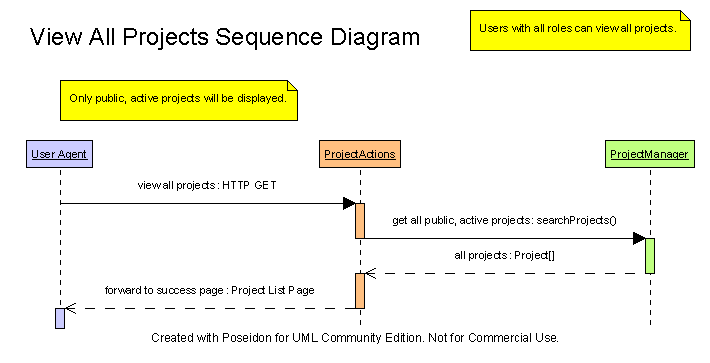 Users with all roles can view all projects.
View All Projects Sequence Diagram
Only public, active projects will be displayed.
User Agent
ProjectActions
ProjectManager
view all projects : HTTP GET
get all public, active projects: searchProjects()
all projects : Project[]
forward to success page : Project List Page
Created with Poseidon for UML Community Edition. Not for Commercial Use.